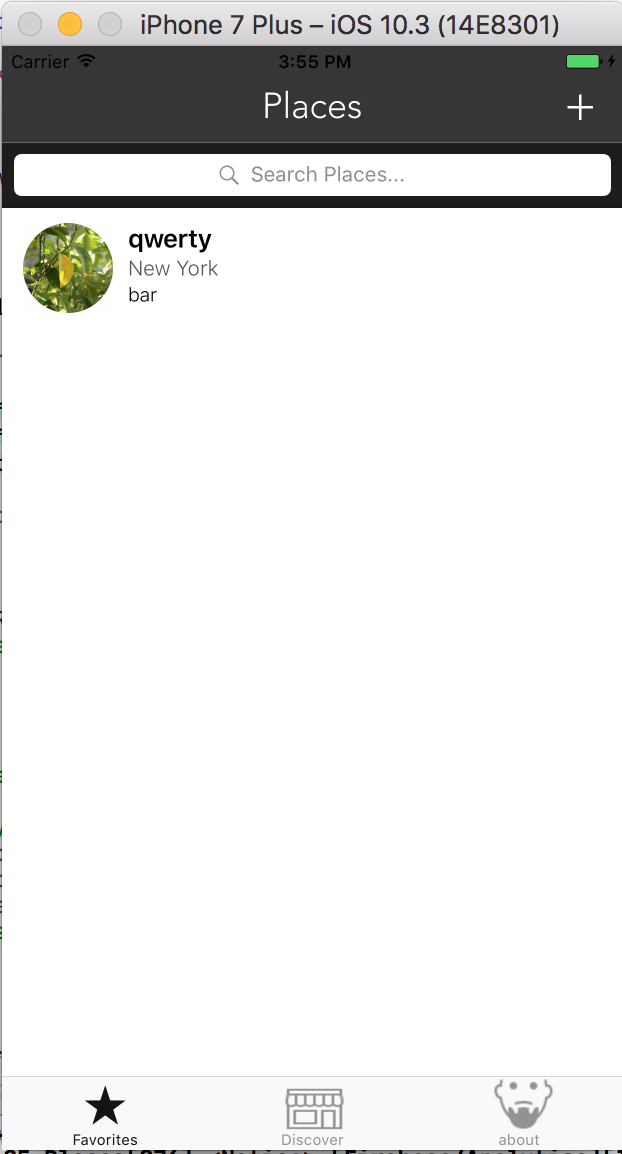 iPhone 7 Plus – iOS 10.3 (14E8301)
Carrier 3:55 PM
Places +
Search Places...
qwerty
New York
bar
Favorites Discover about